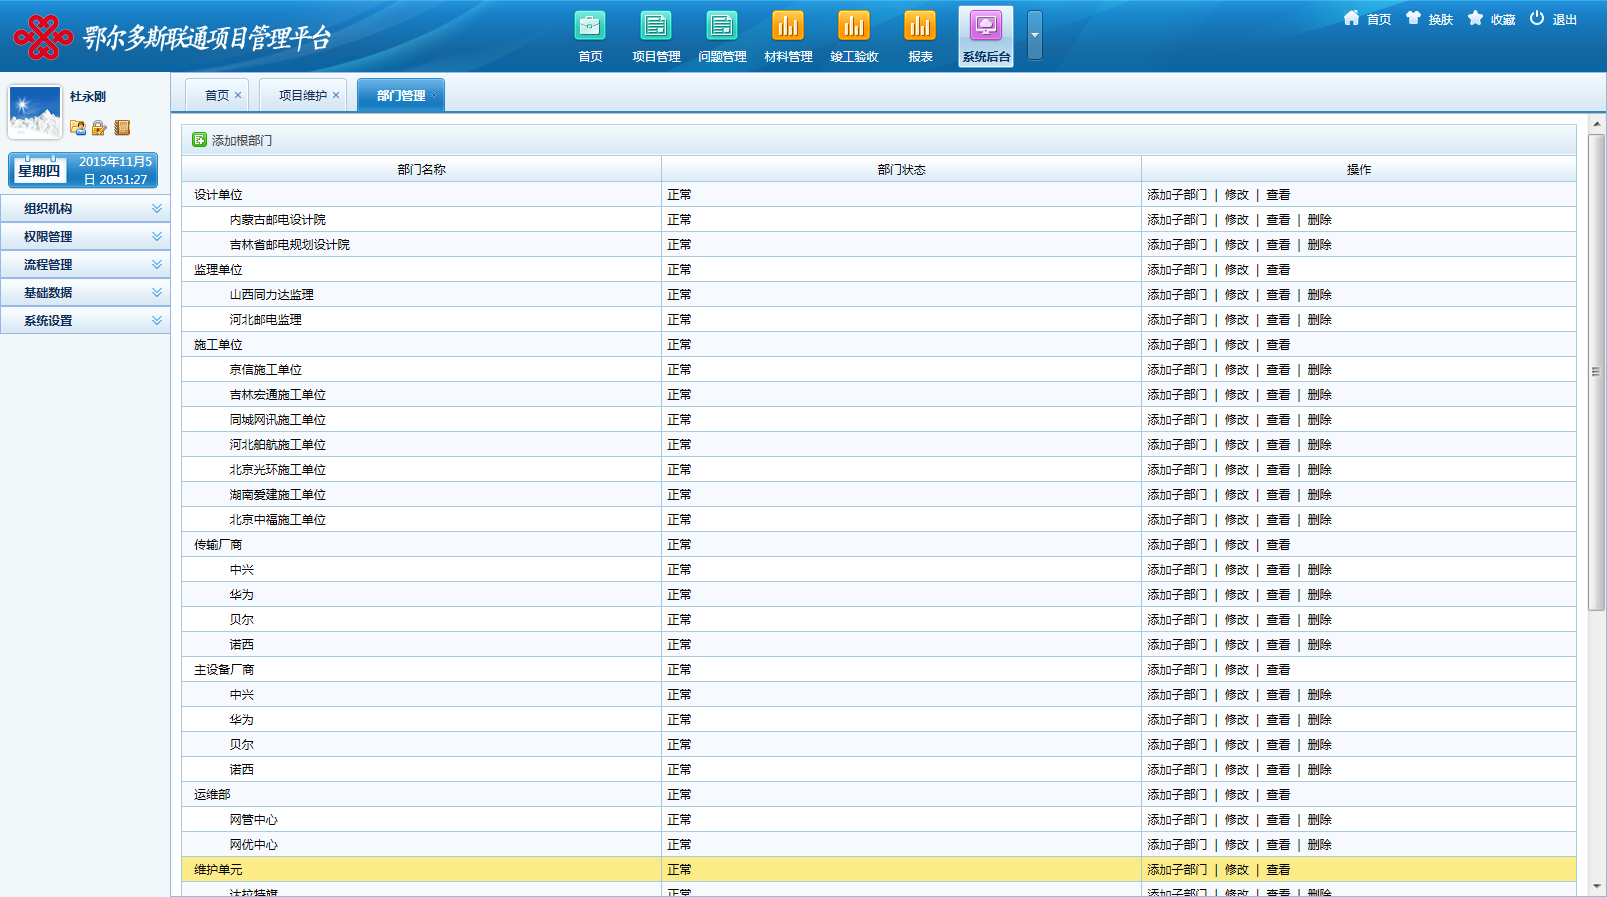 鄂尔多斯联通项目管理平台
首页 项目管理 问题管理 材料管理 竣工验收 报表 系统后台
首页 换肤 收藏 退出
杜永刚
星期四 2015年11月5
日 20:51:27
组织机构
权限管理
流程管理
基础数据
系统设置
首页 × 项目维护 × 部门管理 ×
添加根部门
部门名称 部门状态 操作
设计单位 正常 添加子部门 | 修改 | 查看
内蒙古邮电设计院 正常 添加子部门 | 修改 | 查看 | 删除
吉林省邮电规划设计院 正常 添加子部门 | 修改 | 查看 | 删除
监理单位 正常 添加子部门 | 修改 | 查看
山西同力达监理 正常 添加子部门 | 修改 | 查看 | 删除
河北邮电监理 正常 添加子部门 | 修改 | 查看 | 删除
施工单位 正常 添加子部门 | 修改 | 查看
京信施工单位 正常 添加子部门 | 修改 | 查看 | 删除
吉林宏通施工单位 正常 添加子部门 | 修改 | 查看 | 删除
同城网讯施工单位 正常 添加子部门 | 修改 | 查看 | 删除
河北舶航施工单位 正常 添加子部门 | 修改 | 查看 | 删除
北京光环施工单位 正常 添加子部门 | 修改 | 查看 | 删除
湖南爱建施工单位 正常 添加子部门 | 修改 | 查看 | 删除
北京中福施工单位 正常 添加子部门 | 修改 | 查看 | 删除
传输厂商 正常 添加子部门 | 修改 | 查看
中兴 正常 添加子部门 | 修改 | 查看 | 删除
华为 正常 添加子部门 | 修改 | 查看 | 删除
贝尔 正常 添加子部门 | 修改 | 查看 | 删除
诺西 正常 添加子部门 | 修改 | 查看 | 删除
主设备厂商 正常 添加子部门 | 修改 | 查看
中兴 正常 添加子部门 | 修改 | 查看 | 删除
华为 正常 添加子部门 | 修改 | 查看 | 删除
贝尔 正常 添加子部门 | 修改 | 查看 | 删除
诺西 正常 添加子部门 | 修改 | 查看 | 删除
运维部 正常 添加子部门 | 修改 | 查看
网管中心 正常 添加子部门 | 修改 | 查看 | 删除
网优中心 正常 添加子部门 | 修改 | 查看 | 删除
维护单元 正常 添加子部门 | 修改 | 查看
达拉特旗 正常 添加子部门 | 修改 | 查看 | 删除